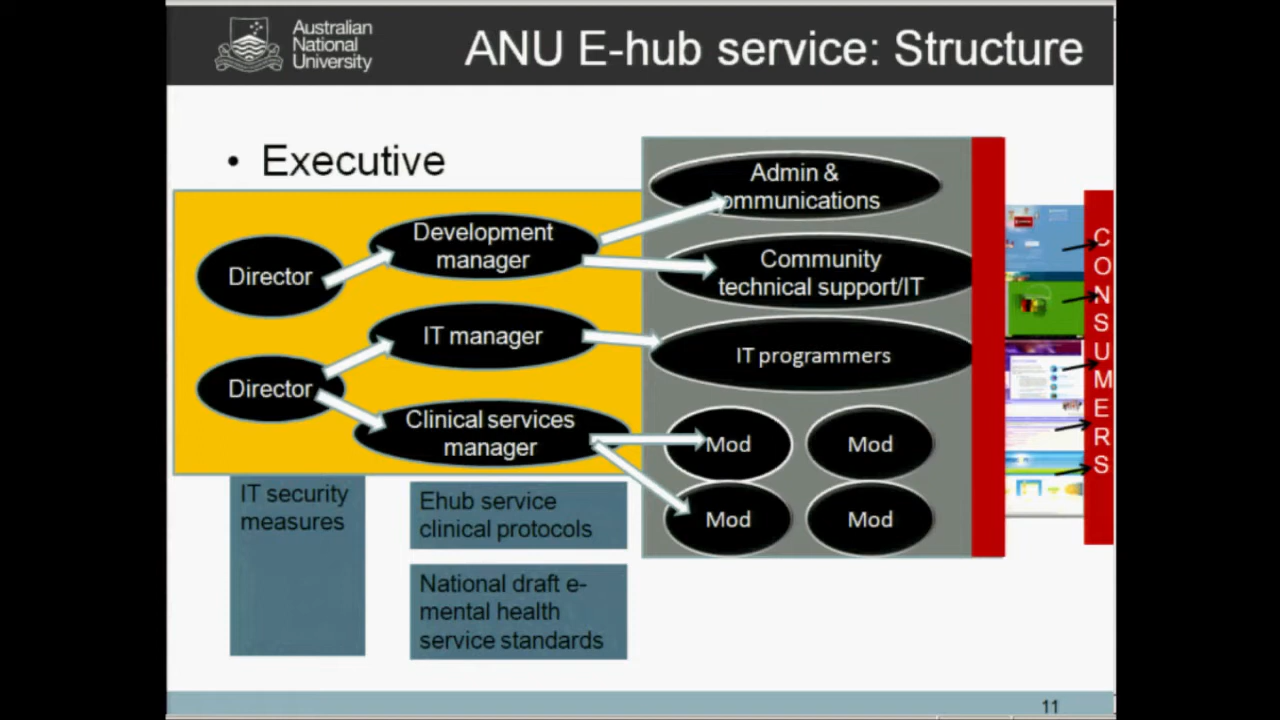 Australian
National
University
ANU E-hub service: Structure
• Executive
Director
Development
manager
Director
IT manager
Clinical services
manager
Admin &
communications
Community
technical support/IT
IT programmers
Mod
Mod
Mod
Mod
CONSUMERS
IT security
measures
Ehub service
clinical protocols
National draft e-
mental health
service standards
11